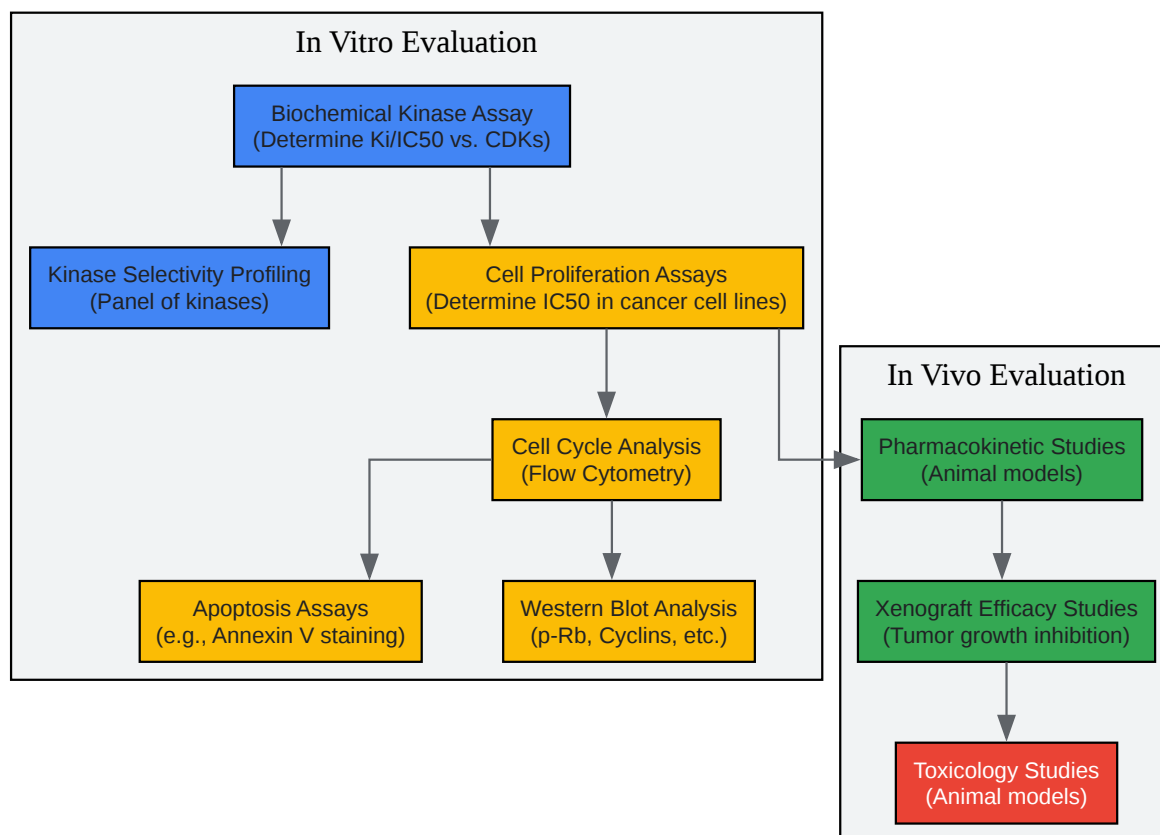 In Vitro Evaluation
Biochemical Kinase Assay
(Determine Ki/IC50 vs. CDKs)
Kinase Selectivity Profiling
(Panel of kinases)
Cell Proliferation Assays
(Determine IC50 in cancer cell lines)
Cell Cycle Analysis
(Flow Cytometry)
Apoptosis Assays
(e.g., Annexin V staining)
Western Blot Analysis
(p-Rb, Cyclins, etc.)
In Vivo Evaluation
Pharmacokinetic Studies
(Animal models)
Xenograft Efficacy Studies
(Tumor growth inhibition)
Toxicology Studies
(Animal models)